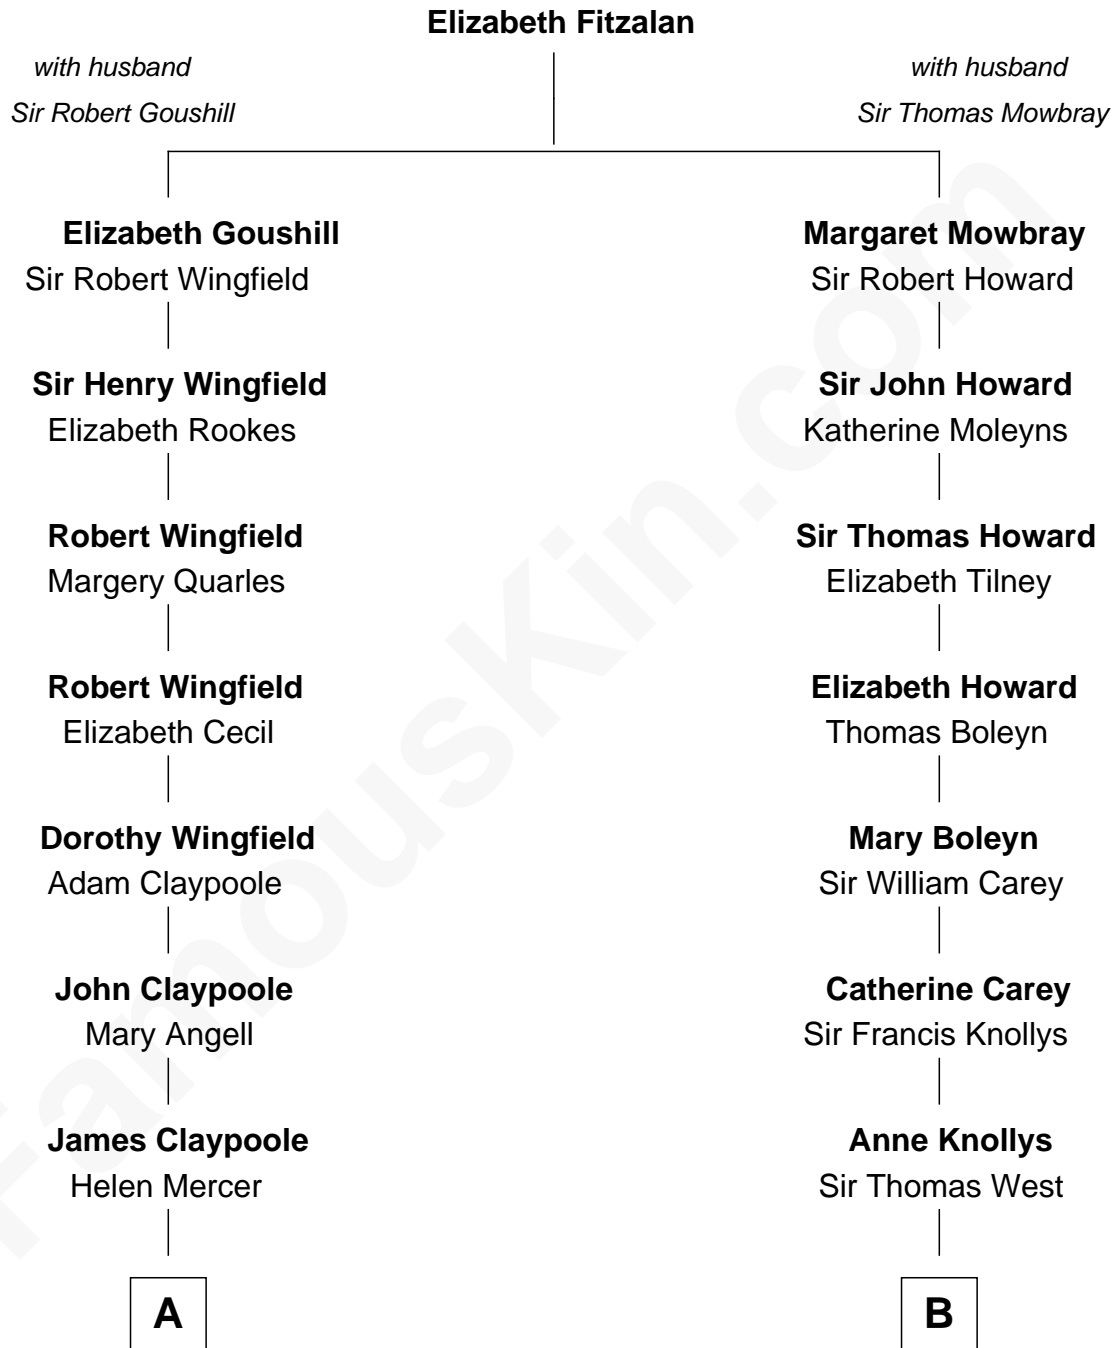 Elizabeth Fitzalan
with husband
Sir Robert Goushill
with husband
Sir Thomas Mowbray
Elizabeth Goushill
Sir Robert Wingfield
Margaret Mowbray
Sir Robert Howard
Sir Henry Wingfield
Elizabeth Rookes
Sir John Howard
Katherine Moleyns
Robert Wingfield
Margery Quarles
Sir Thomas Howard
Elizabeth Tilney
Robert Wingfield
Elizabeth Cecil
Elizabeth Howard
Thomas Boleyn
Dorothy Wingfield
Adam Claypoole
Mary Boleyn
Sir William Carey
John Claypoole
Mary Angell
Catherine Carey
Sir Francis Knollys
James Claypoole
Helen Mercer
Anne Knollys
Sir Thomas West
A
B
FamousKin.com